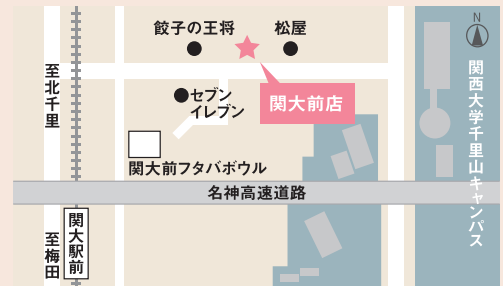 餃子の王将
松屋
N
至北千里
セブン
イレブン
関大前店
関西大学千里山キャンパス
関大前フタバボウル
名神高速道路
関大駅前
至梅田